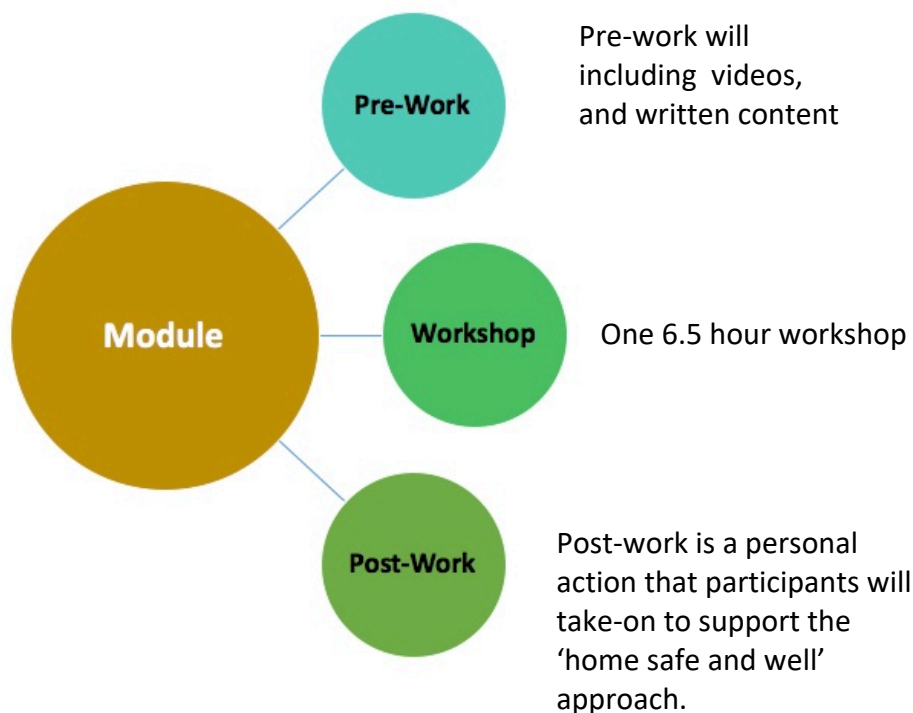 Pre-Work
Pre-work will
including videos,
and written content
Module
Workshop
One 6.5 hour workshop
Post-Work
Post-work is a personal
action that participants will
take-on to support the
‘home safe and well’
approach.